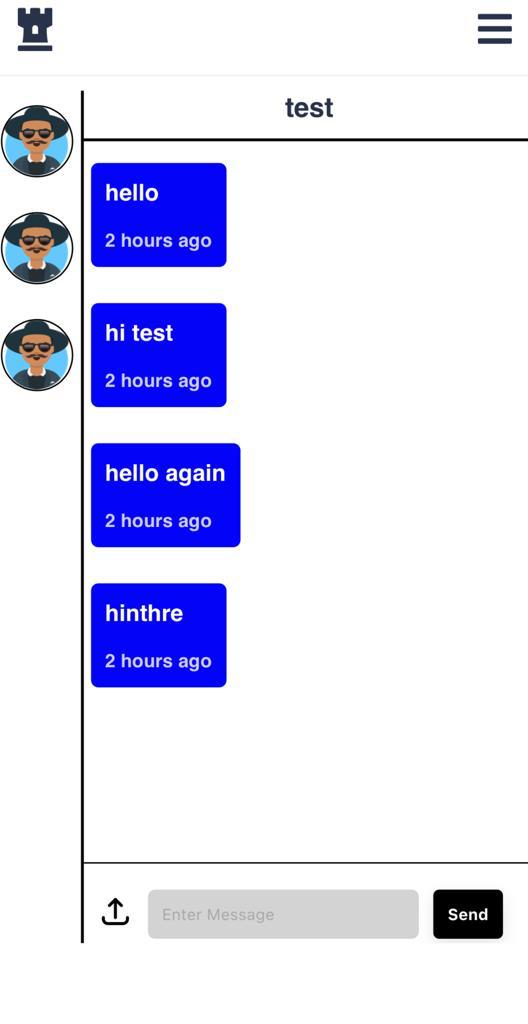 test
hello
2 hours ago
hi test
2 hours ago
hello again
2 hours ago
hinthre
2 hours ago
Enter Message
Send